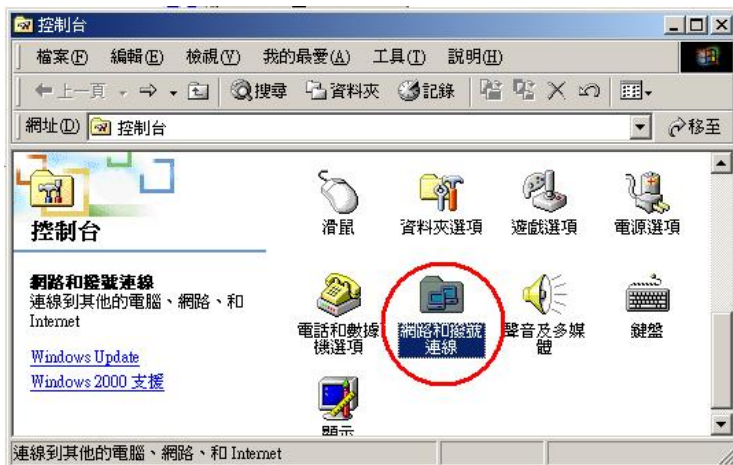 控制台
檔案(F) 編輯(E) 檢視(V) 我的最愛(A) 工具(T) 說明(H)
上一頁 搜尋 資料夾 記錄
網址(D) 控制台 移至
控制台
網路和撥號連線
連線到其他的電腦、網路、和
Internet
Windows Update
Windows 2000 支援
滑鼠 資料夾選項 遊戲選項 電源選項
電話和數據
機選項
網路和撥號
連線
聲音及多媒
體
鍵盤
顯示
連線到其他的電腦、網路、和 Internet